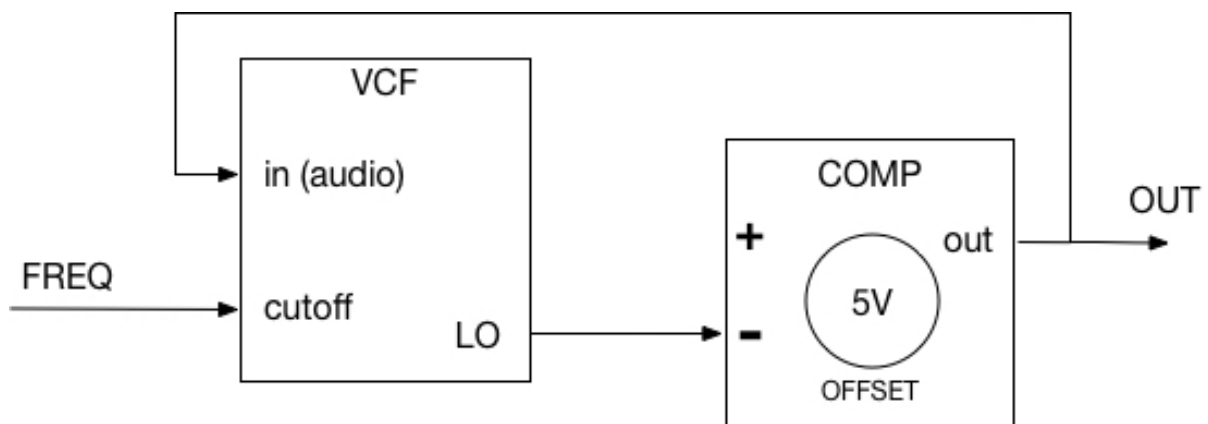 VCF
in (audio)
COMP
OUT
+
out
FREQ
5V
cutoff
LO
-
OFFSET